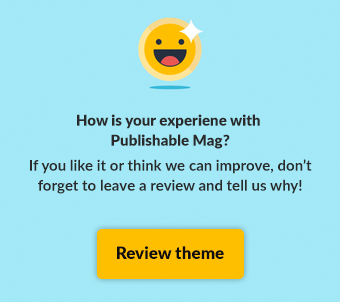 How is your experiene with
Publishable Mag?
If you like it or think we can improve, don't
forget to leave a review and tell us why!
Review theme